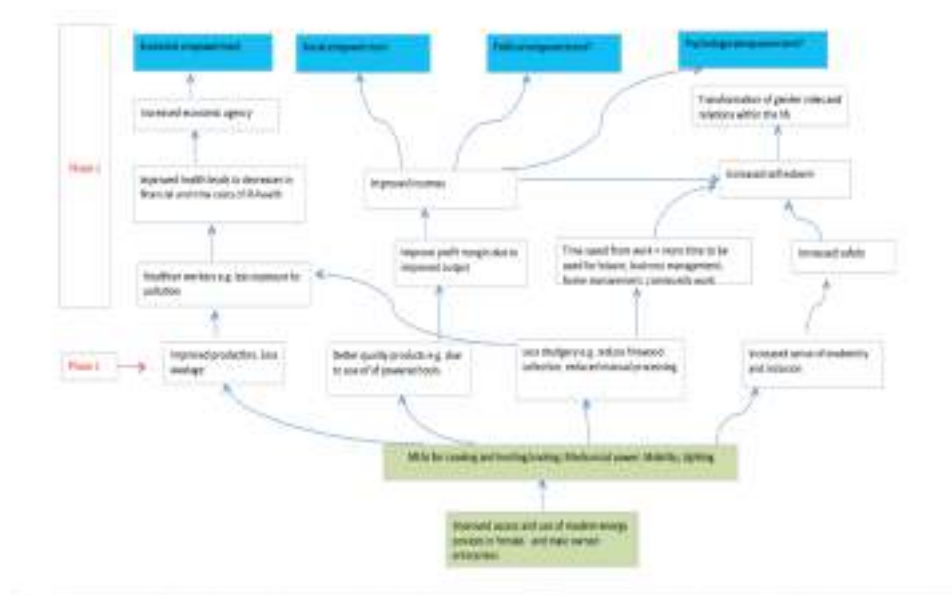 Economic empowerment
Social empowerment
Political empowerment?
Psychological empowerment?
Increased economic agency
Transformation of gender roles and
relations within the HH
Phase
Improved health leads to decreases in
financial and time costs of ill-health
Improved incomes
Increased self-esteem
Healthier workers e.g. less exposure to
pollution
Improve profit margin due to
improved output
Time saved from work = more time to be
used for leisure, business management,
home management, community work
Increased safety
Phase
Improved production. Less
wastage
Better quality products e.g. due
to use of powered tools
Less drudgery e.g. reduce firewood
collection, reduced manual processing
Increased sense of modernity
and inclusion
MES for cooking and heating/cooling; Mechanical power; Mobility; Lighting
Improved access and use of modern energy
services in female- and male owned
enterprises